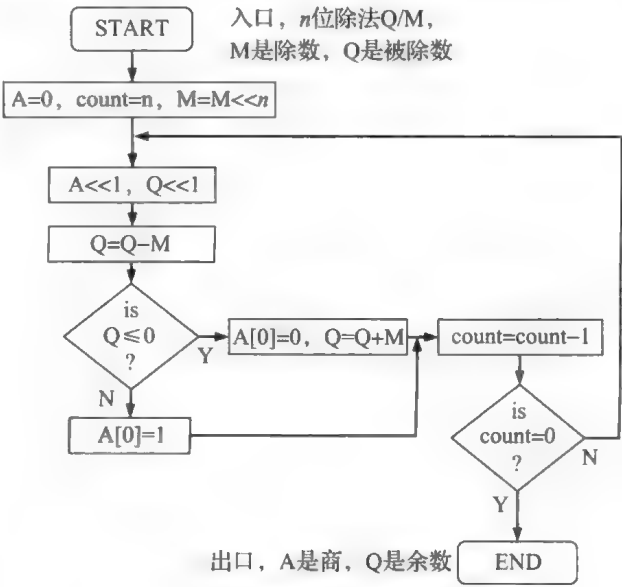 START
入口，n位除法Q/M，
M是除数，Q是被除数
A=0，count=n，M=M<<n
A<<1，Q<<1
Q=Q-M
is
Q≤0
?
Y
A[0]=0，Q=Q+M
count=count-1
N
A[0]=1
is
count=0
?
N
Y
出口，A是商，Q是余数
END